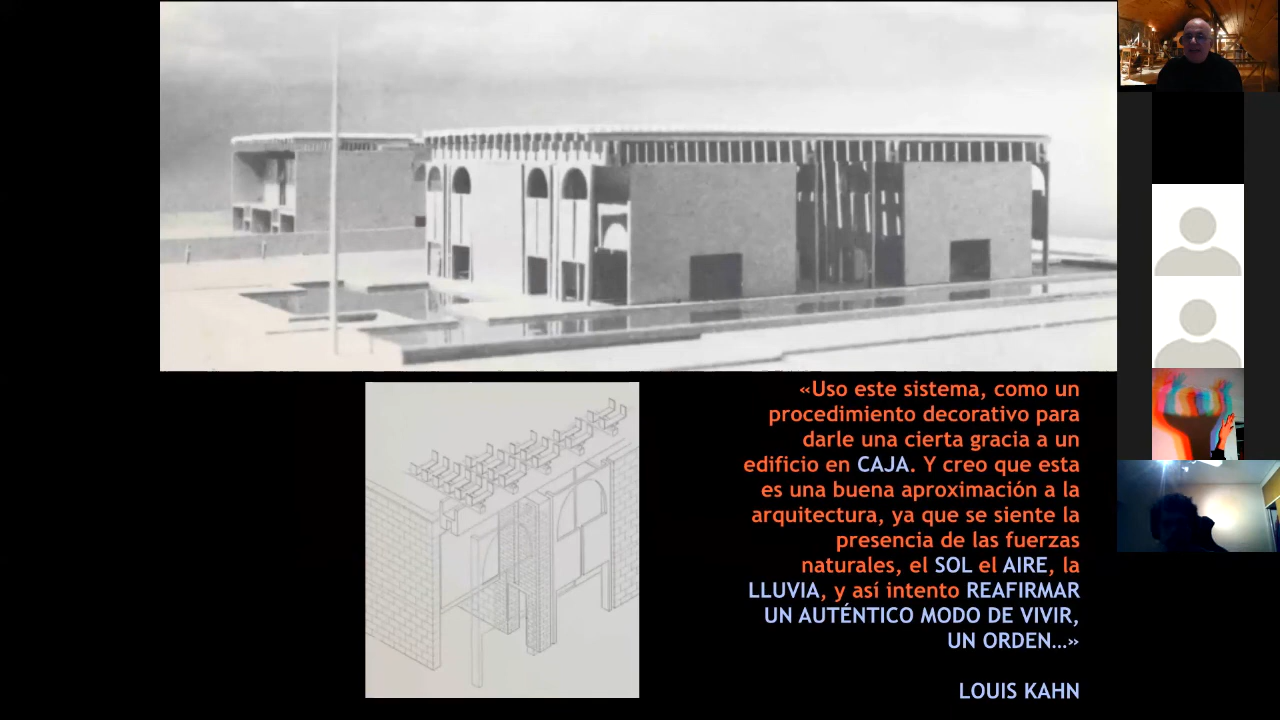 «Uso este sistema, como un
procedimiento decorativo para
darle una cierta gracia a un
edificio en CAJA. Y creo que esta
es una buena aproximación a la
arquitectura, ya que se siente la
presencia de las fuerzas
naturales, el SOL el AIRE, la
LLUVIA, y así intento REAFIRMAR
UN AUTÉNTICO MODO DE VIVIR,
UN ORDEN...»
LOUIS KAHN